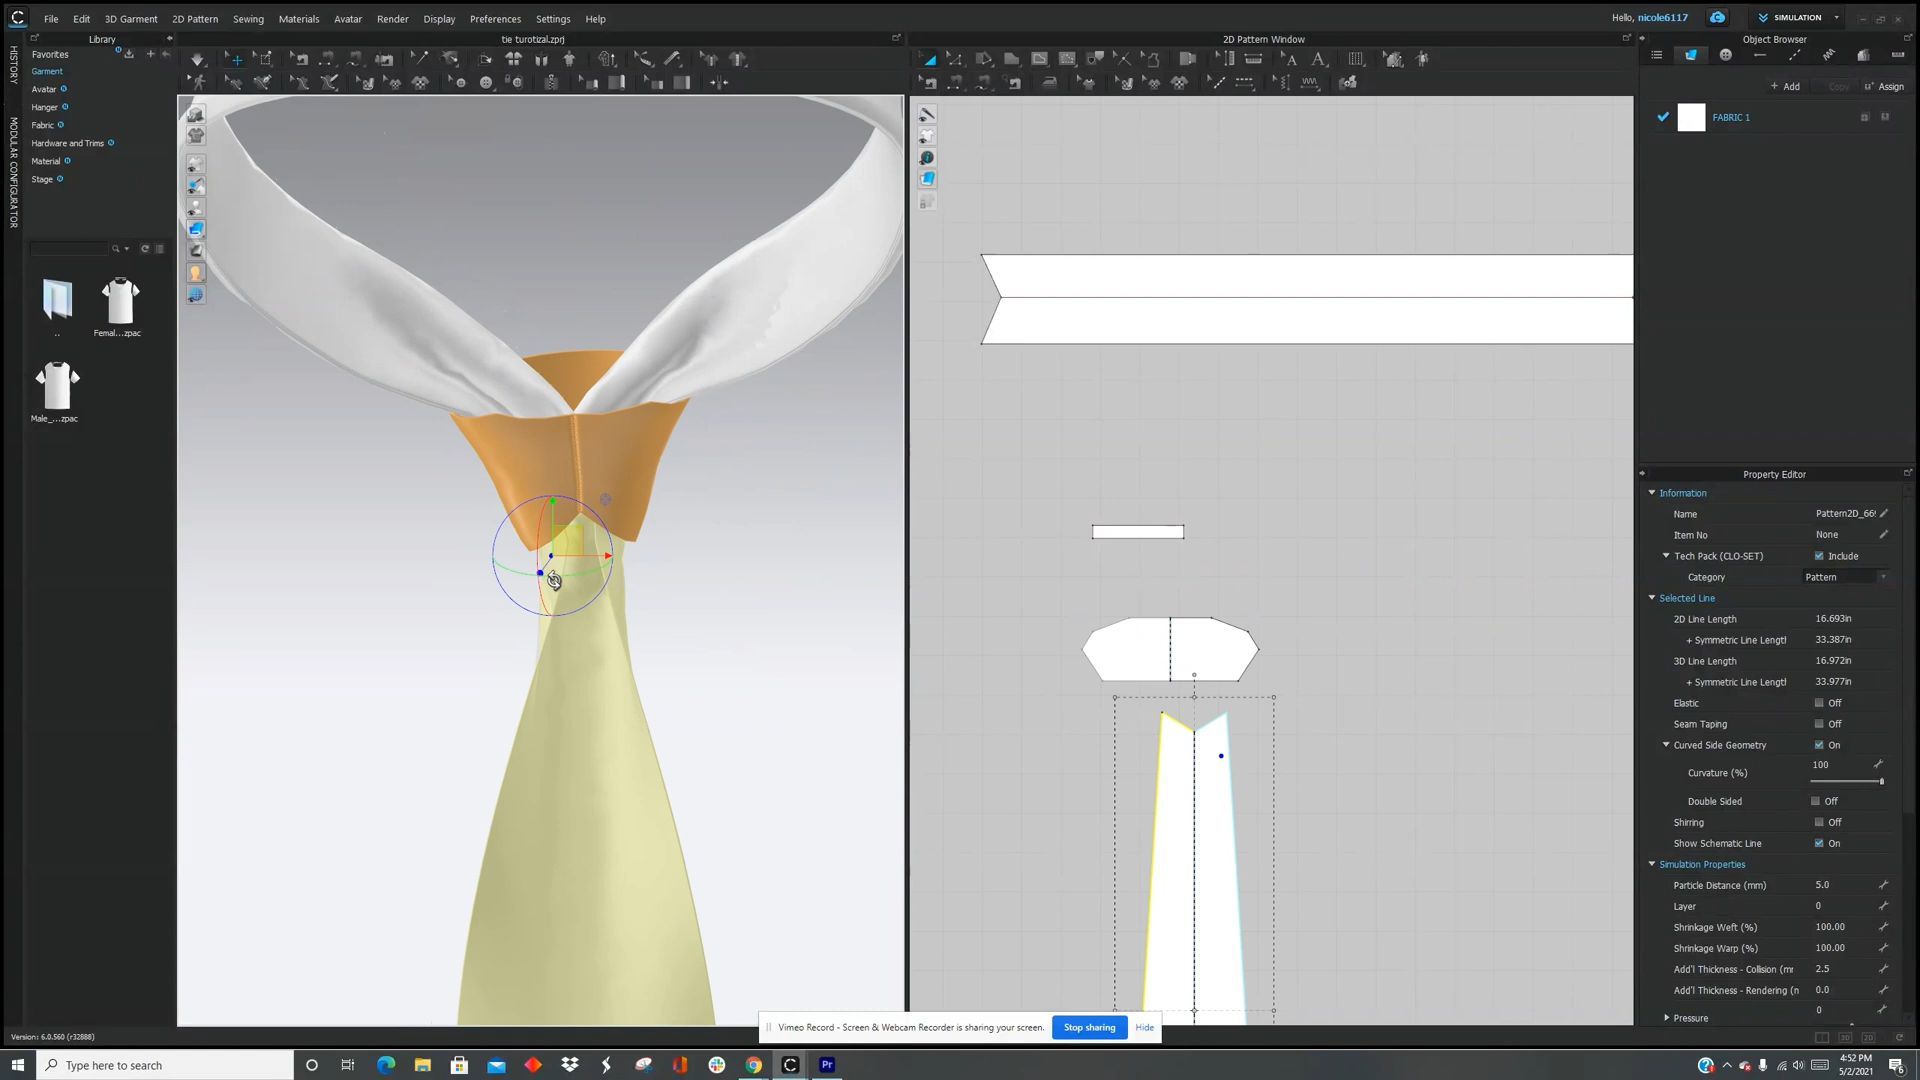 File Edit 3D Garment 2D Pattern Sewing Materials Avatar Render Display Preferences Settings Help
Hello, nicole6117
SIMULATION
Library
tie turotizal.zprj
2D Pattern Window
Object Browser
HISTORY
MODULAR CONFIGURATOR
Favorites
Garment
Avatar
Hanger
Fabric
Hardware and Trims
Material
Stage
..
Femal...zpac
Male_...zpac
+ Add
Copy
Assign
FABRIC 1
Property Editor
Information
Name Pattern2D_66
Item No None
Tech Pack (CLO-SET) Include
Category Pattern
Selected Line
2D Line Length 16.693in
+ Symmetric Line Lengtl 33.387in
3D Line Length 16.972in
+ Symmetric Line Lengtl 33.977in
Elastic Off
Seam Taping Off
Curved Side Geometry On
Curvature (%) 100
Double Sided Off
Shirring Off
Show Schematic Line On
Simulation Properties
Particle Distance (mm) 5.0
Layer 0
Shrinkage Weft (%) 100.00
Shrinkage Warp (%) 100.00
Add'l Thickness - Collision (mr 2.5
Add'l Thickness - Rendering (n 0.0
Pressure 0
Vimeo Record - Screen & Webcam Recorder is sharing your screen. Stop sharing Hide
Version: 6.0.560 (r32888)
Type here to search
4:52 PM
5/2/2021